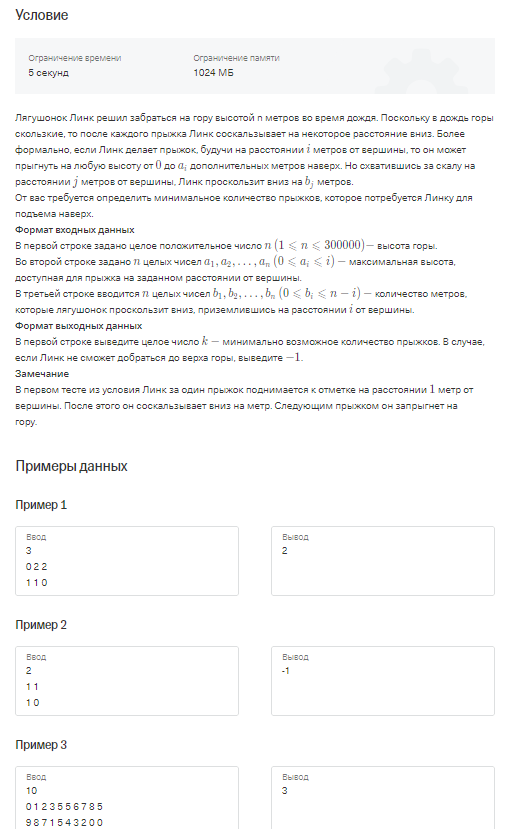 Условие
Ограничение времени Ограничение памяти
5 секунд 1024 МБ
Лягушонок Линк решил забраться на гору высотой n метров во время дождя. Поскольку в дождь горы
скользкие, то после каждого прыжка Линк соскальзывает на некоторое расстояние вниз. Более
формально, если Линк делает прыжок, будучи на расстоянии i метров от вершины, то он может
прыгнуть на любую высоту от 0 до a_i дополнительных метров наверх. Но схватившись за скалу на
расстоянии j метров от вершины, Линк проскользит вниз на b_j метров.
От вас требуется определить минимальное количество прыжков, которое потребуется Линку для
подъема наверх.
Формат входных данных
В первой строке задано целое положительное число n (1 ⩽ n ⩽ 300000)— высота горы.
Во второй строке задано n целых чисел a_1, a_2, . . . , a_n (0 ⩽ a_i ⩽ i) — максимальная высота,
доступная для прыжка на заданном расстоянии от вершины.
В третьей строке вводится n целых чисел b_1, b_2, . . . , b_n (0 ⩽ b_i ⩽ n − i) — количество метров,
которые лягушонок проскользит вниз, приземлившись на расстоянии i от вершины.
Формат выходных данных
В первой строке выведите целое число k — минимально возможное количество прыжков. В случае,
если Линк не сможет добраться до верха горы, выведите −1.
Замечание
В первом тесте из условия Линк за один прыжок поднимается к отметке на расстоянии 1 метр от
вершины. После этого он соскальзывает вниз на метр. Следующим прыжком он запрыгнет на
гору.
Примеры данных
Пример 1
Ввод Вывод
3 2
0 2 2
1 1 0
Пример 2
Ввод Вывод
2 -1
1 1
1 0
Пример 3
Ввод Вывод
10 3
0 1 2 3 5 5 6 7 8 5
9 8 7 1 5 4 3 2 0 0